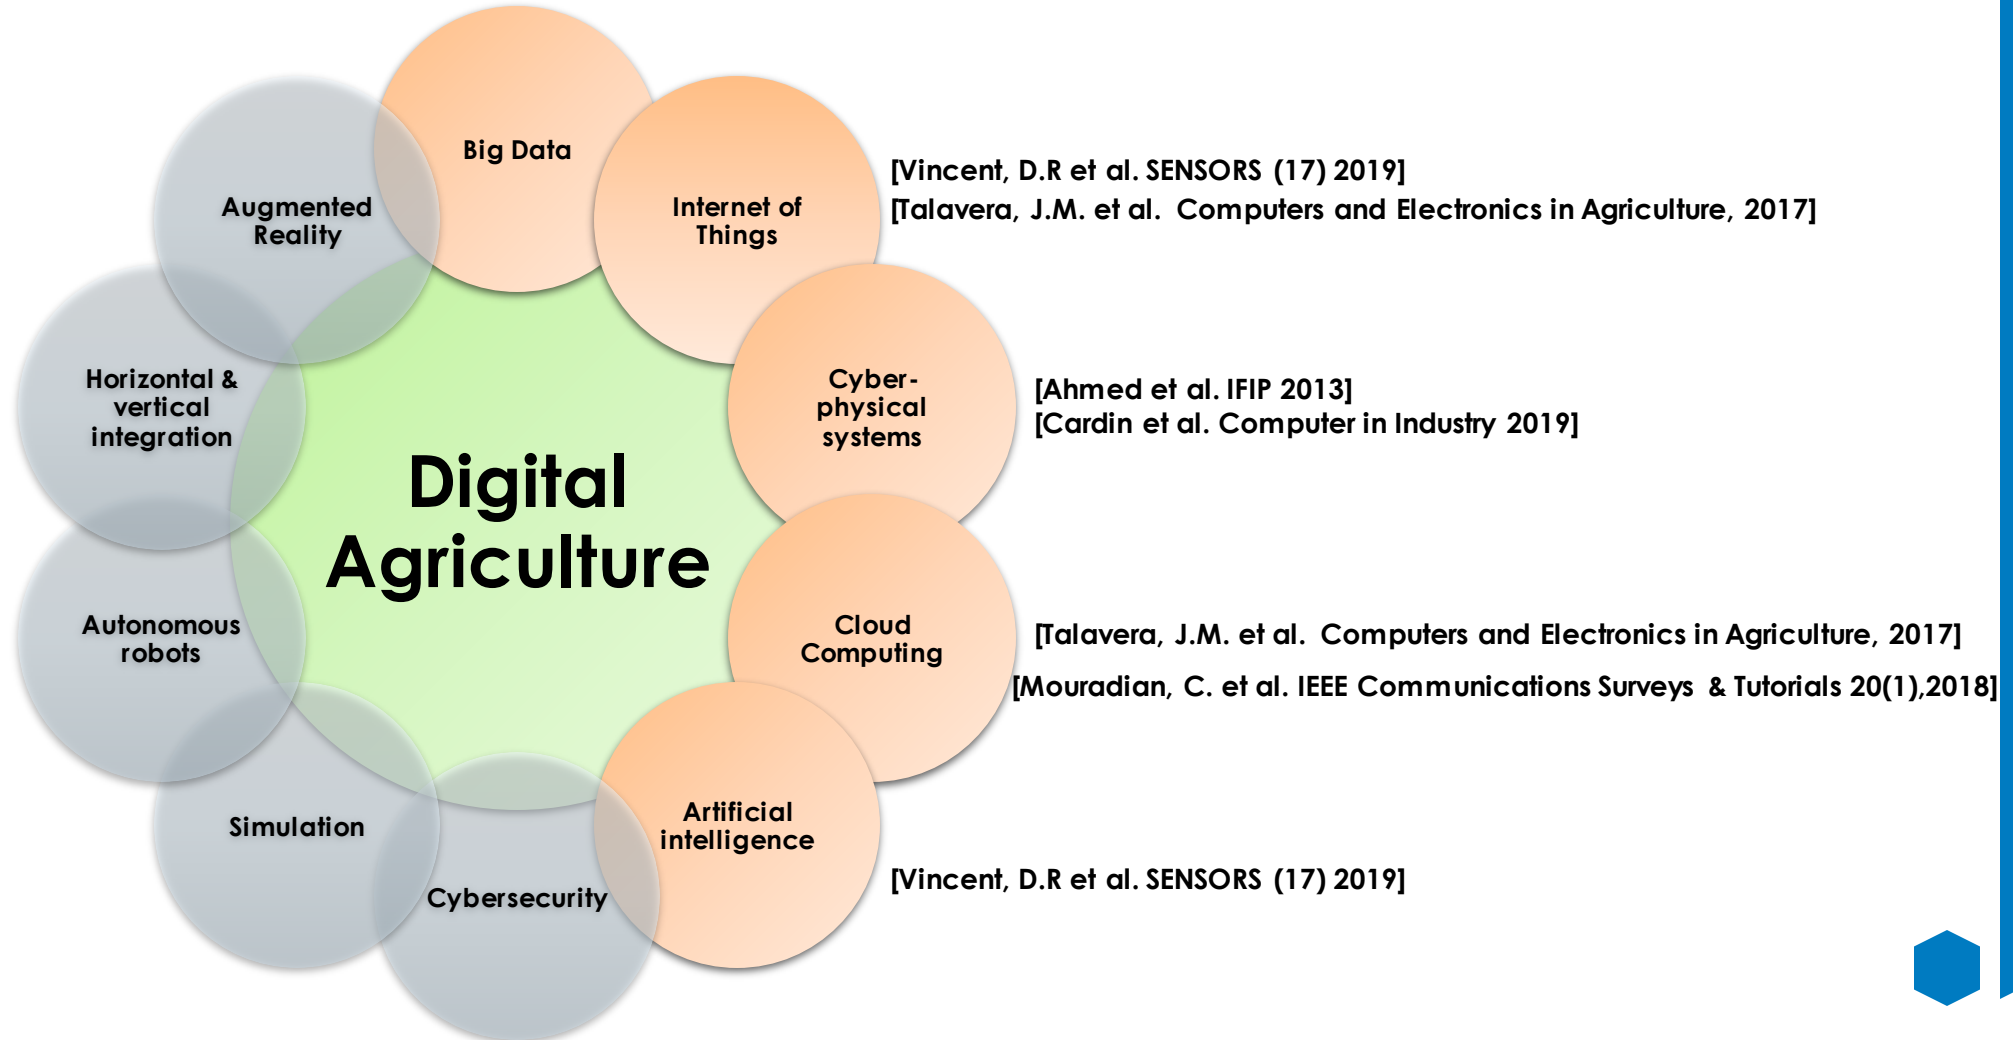 Big Data
Augmented
Reality
Internet of
Things
[Vincent, D.R et al. SENSORS (17) 2019]
[Talavera, J.M. et al. Computers and Electronics in Agriculture, 2017]
Horizontal &
vertical
integration
Cyber-
physical
systems
[Ahmed et al. IFIP 2013]
[Cardin et al. Computer in Industry 2019]
Digital
Agriculture
Autonomous
robots
Cloud
Computing
[Talavera, J.M. et al. Computers and Electronics in Agriculture, 2017]
[Mouradian, C. et al. IEEE Communications Surveys & Tutorials 20(1),2018]
Simulation
Artificial
intelligence
Cybersecurity
[Vincent, D.R et al. SENSORS (17) 2019]